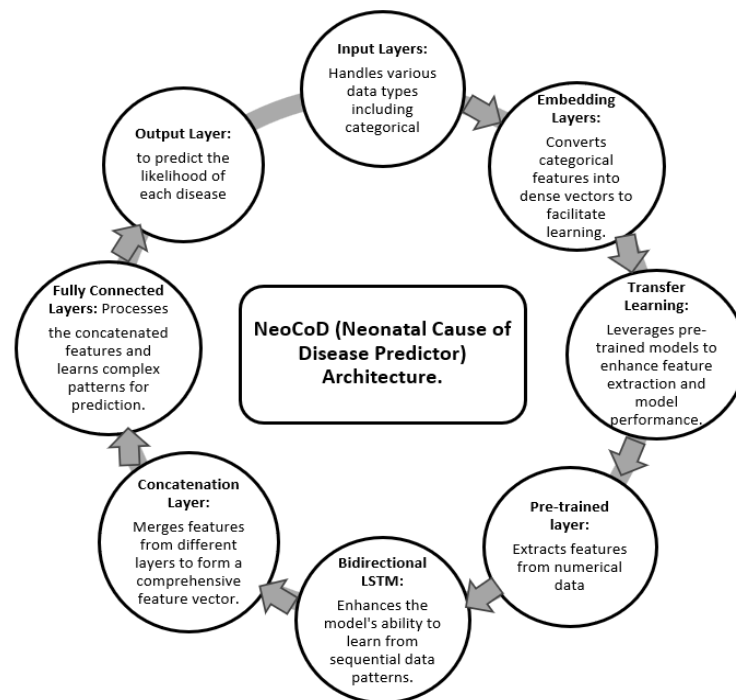 Input Layers:
Handles various
data types
including
categorical
Embedding
Layers:
Converts
categorical
features into
dense vectors to
facilitate
learning.
Transfer
Learning:
Leverages pre-
trained models to
enhance feature
extraction and
model
performance.
Pre-trained
layer:
Extracts features
from numerical
data
Bidirectional
LSTM:
Enhances the
model's ability to
learn from
sequential data
patterns.
Concatenation
Layer:
Merges features
from different
layers to form a
comprehensive
feature vector.
Fully Connected
Layers: Processes
the concatenated
features and
learns complex
patterns for
prediction.
Output Layer:
to predict the
likelihood of
each disease
NeoCoD (Neonatal Cause of
Disease Predictor)
Architecture.